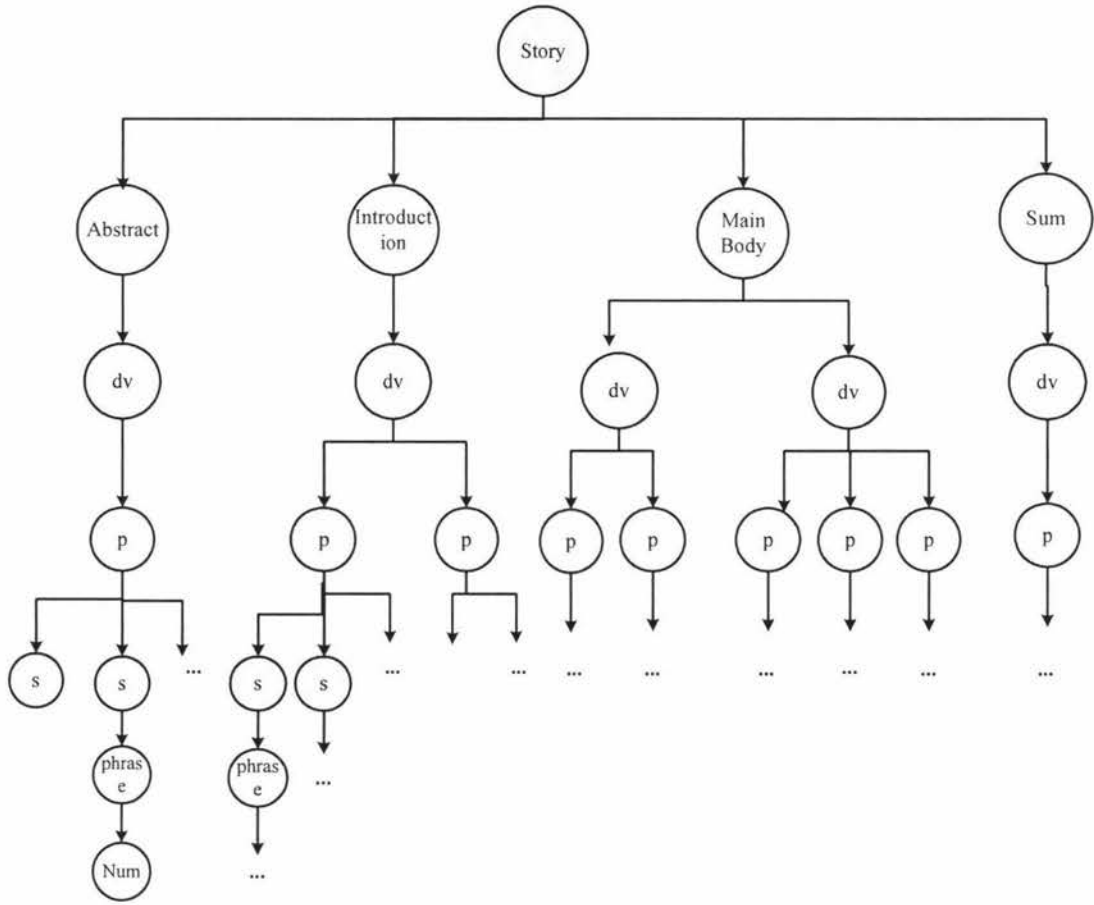 Story
Abstract
Introduct
ion
Main
Body
Sum
dv
dv
dv
dv
dv
p
p
p
p
p
p
p
p
p
s
s
...
s
s
...
...
...
...
...
...
...
...
phras
e
phras
e
...
Num
...